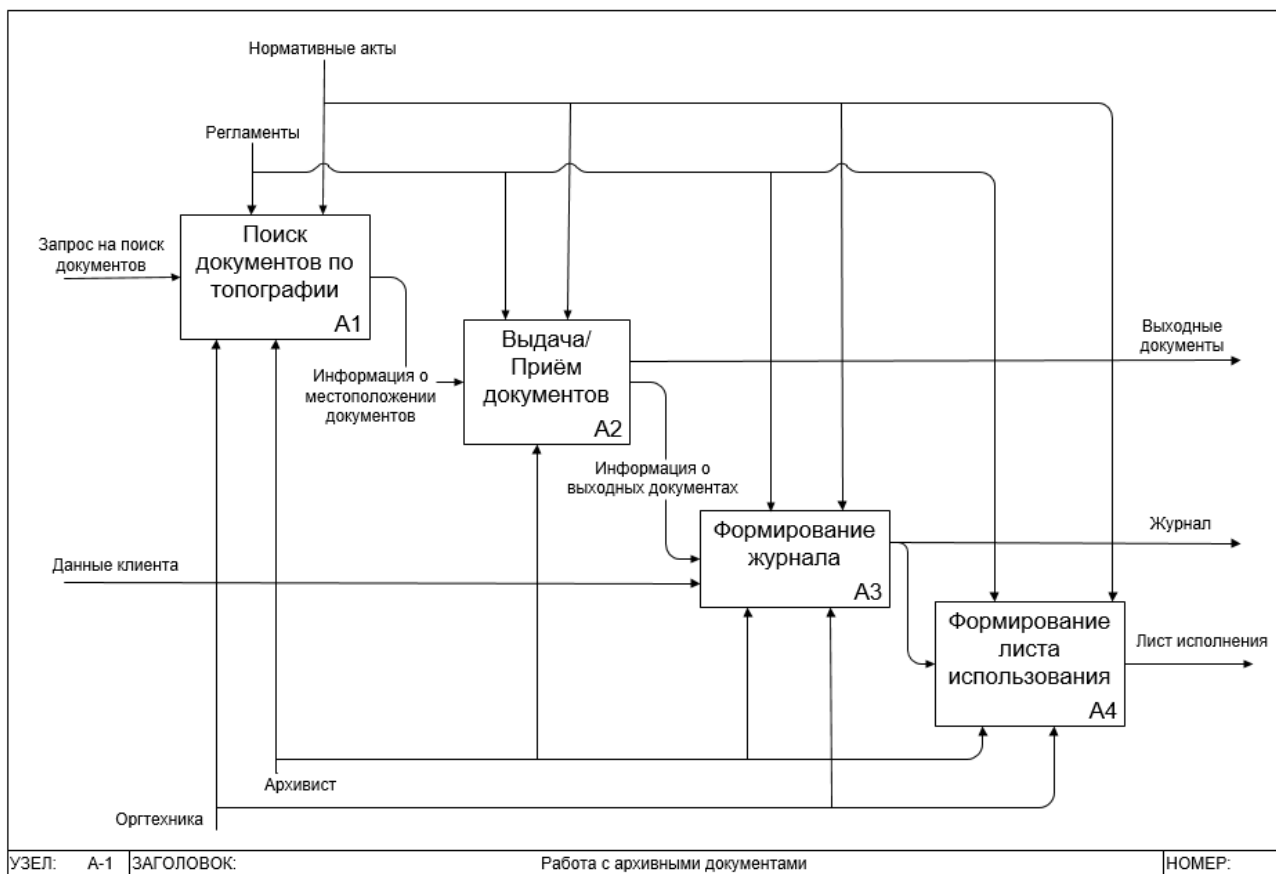 Нормативные акты
Регламенты
Запрос на поиск
документов
Поиск
документов по
топографии
A1
Информация о
местоположении
документов
Выдача/
Приём
документов
A2
Выходные
документы
Информация о
выходных документах
Данные клиента
Формирование
журнала
A3
Журнал
Формирование
листа
использования
A4
Лист исполнения
Архивист
Оргтехника
УЗЕЛ: A-1 ЗАГОЛОВОК: Работа с архивными документами НОМЕР: